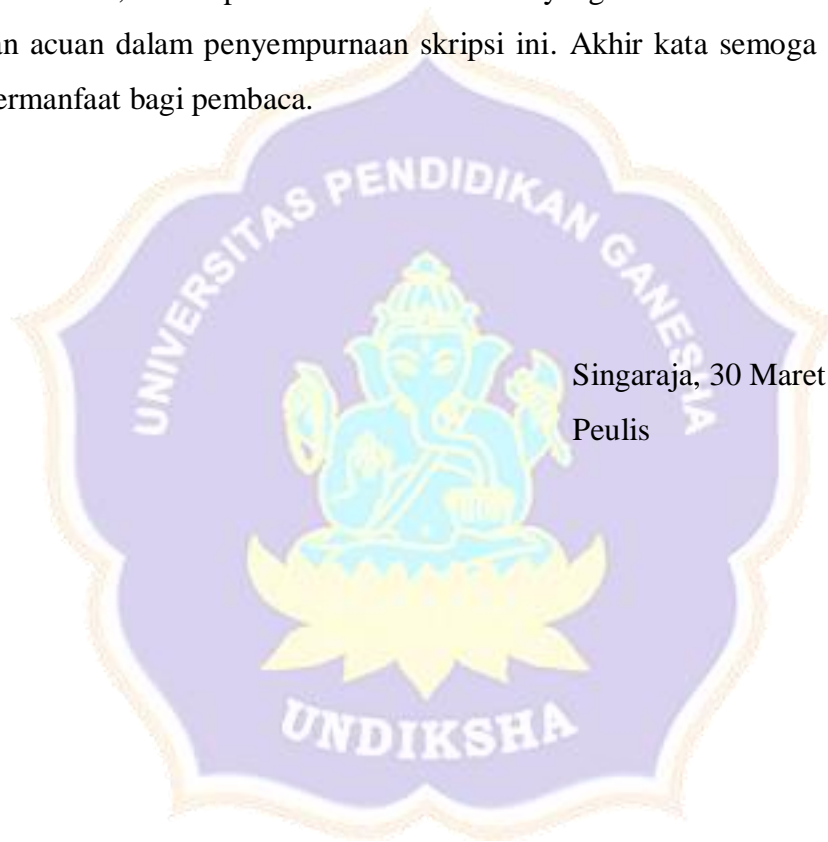 an acuan dalam penyempurnaan skripsi ini. Akhir kata semoga
ermanfaat bagi pembaca.
UNIVERSITAS PENDIDIKAN GANESHA
Singaraja, 30 Maret
Peulis
UNDIKSHA